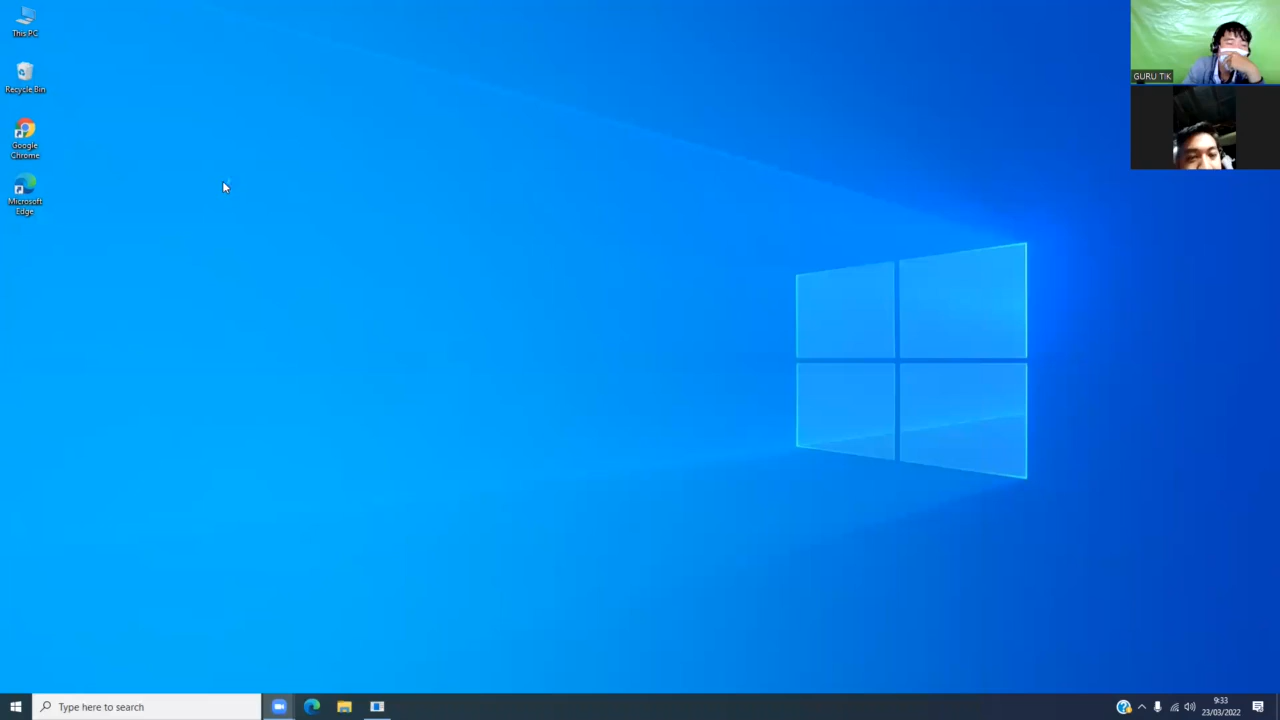 This PC
Recycle Bin
Google
Chrome
Microsoft
Edge
GURU TIK
Type here to search
9:33
23/03/2022